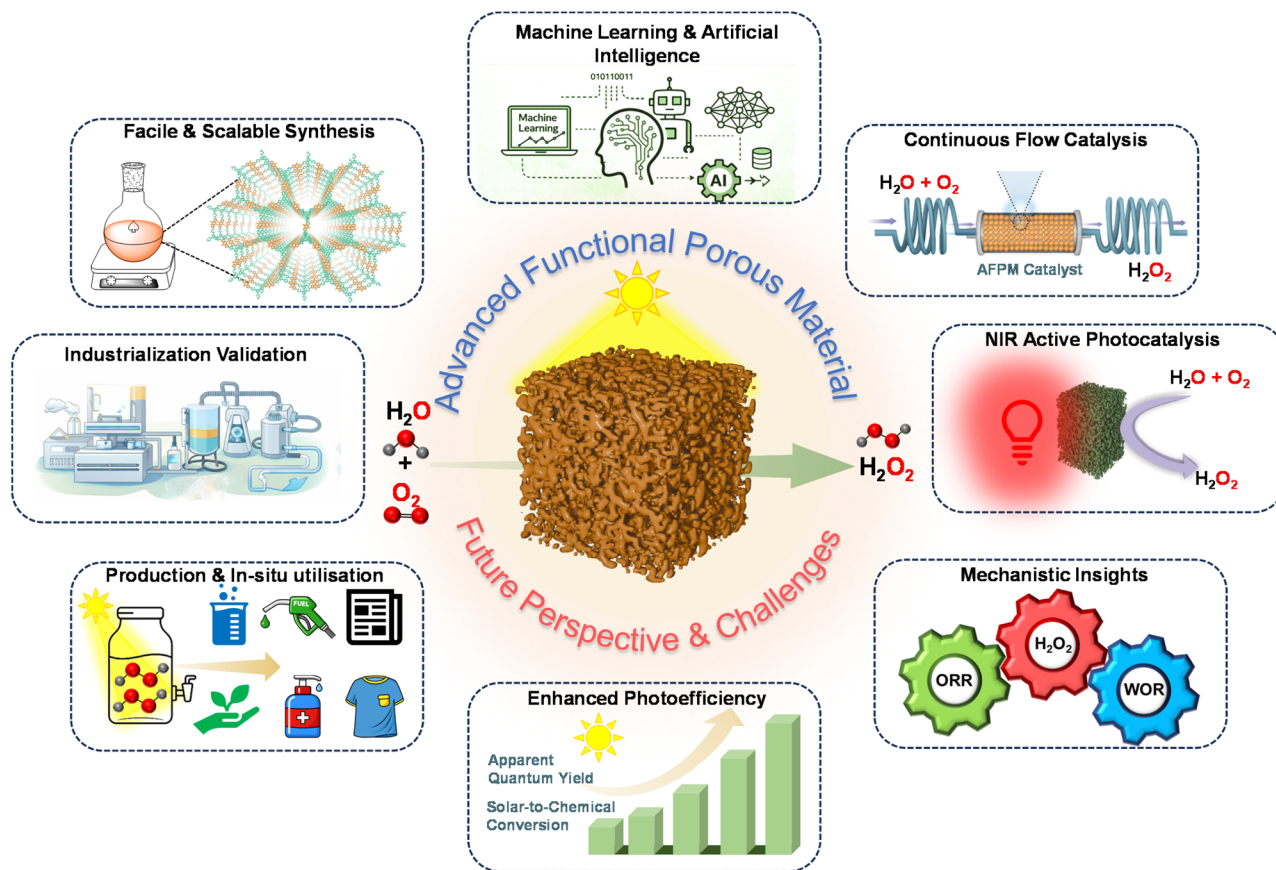 Machine Learning & Artificial
Intelligence
010110011
Machine
Learning
AI
Facile & Scalable Synthesis
Continuous Flow Catalysis
H₂O + O₂
AFPM Catalyst
H₂O₂
Industrialization Validation
Advanced Functional Porous Material
H₂O
+
O₂
H₂O₂
Future Perspective & Challenges
NIR Active Photocatalysis
H₂O + O₂
H₂O₂
Production & In-situ utilisation
FUEL
Enhanced Photoefficiency
Apparent
Quantum Yield
Solar-to-Chemical
Conversion
Mechanistic Insights
ORR
H₂O₂
WOR